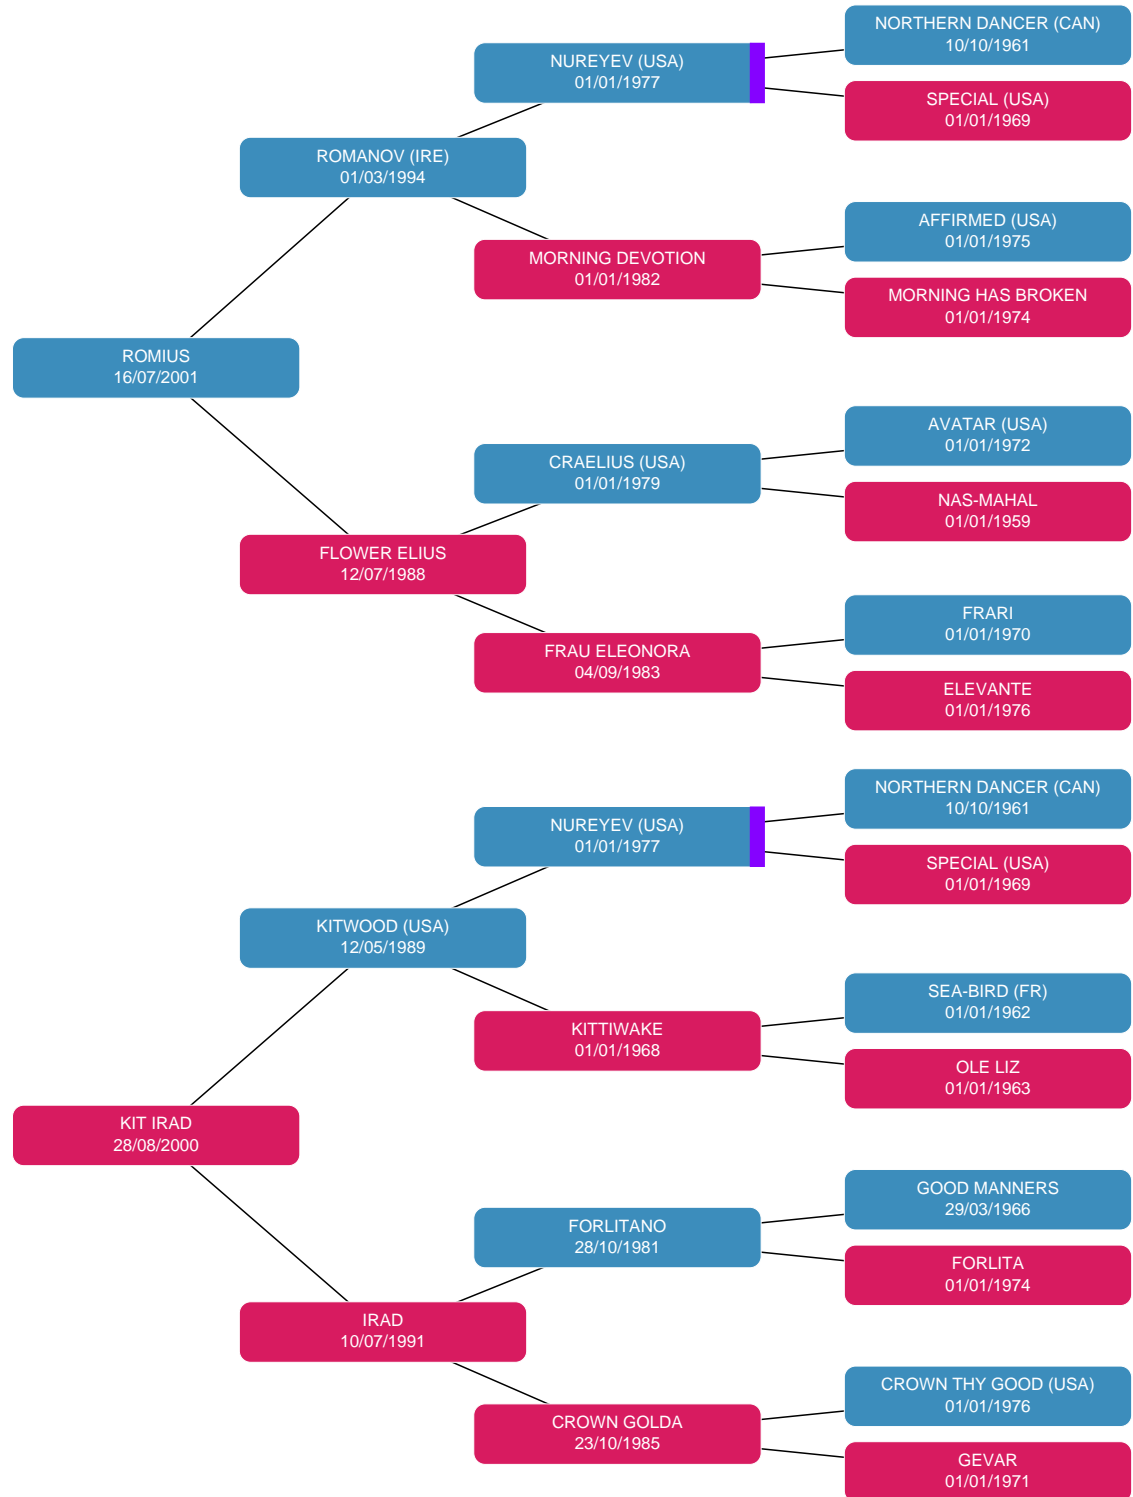 NORTHERN DANCER (CAN)
10/10/1961
NUREYEV (USA)
01/01/1977
SPECIAL (USA)
01/01/1969
ROMANOV (IRE)
01/03/1994
AFFIRMED (USA)
01/01/1975
MORNING DEVOTION
01/01/1982
MORNING HAS BROKEN
01/01/1974
ROMIUS
16/07/2001
AVATAR (USA)
01/01/1972
CRAELIUS (USA)
01/01/1979
NAS-MAHAL
01/01/1959
FLOWER ELIUS
12/07/1988
FRARI
01/01/1970
FRAU ELEONORA
04/09/1983
ELEVANTE
01/01/1976
NORTHERN DANCER (CAN)
10/10/1961
NUREYEV (USA)
01/01/1977
SPECIAL (USA)
01/01/1969
KITWOOD (USA)
12/05/1989
SEA-BIRD (FR)
01/01/1962
KITTIWAKE
01/01/1968
OLE LIZ
01/01/1963
KIT IRAD
28/08/2000
GOOD MANNERS
29/03/1966
FORLITANO
28/10/1981
FORLITA
01/01/1974
IRAD
10/07/1991
CROWN THY GOOD (USA)
01/01/1976
CROWN GOLDA
23/10/1985
GEVAR
01/01/1971